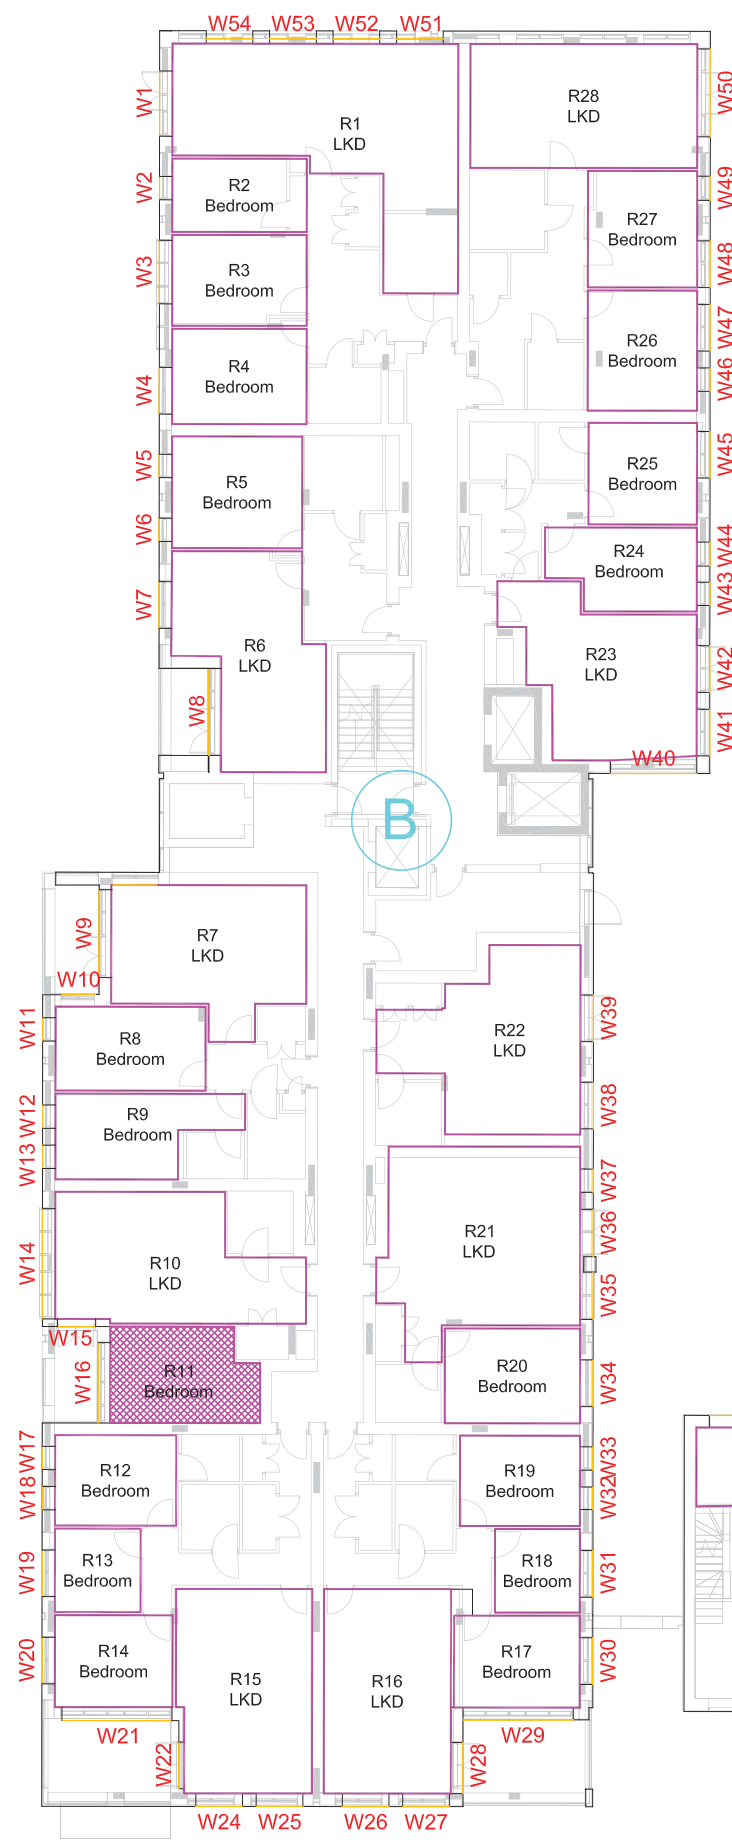 W54 W53 W52 W51
W1
W50
R1
LKD
R28
LKD
W2
R2
Bedroom
W49
R27
Bedroom
W3
R3
Bedroom
W48
W47
R26
Bedroom
W4
R4
Bedroom
W46
W5
R5
Bedroom
R25
Bedroom
W45
W6
W44
R24
Bedroom
W7
W43
R6
LKD
R23
LKD
W42
W8
W41
W40
B
W9
R7
LKD
W10
W11
R8
Bedroom
R22
LKD
W39
W12
R9
Bedroom
W38
W13
W37
W14
R10
LKD
R21
LKD
W36
W35
W15
W16
R11
Bedroom
R20
Bedroom
W34
W17
W18
R12
Bedroom
R19
Bedroom
W33
W32
W19
R13
Bedroom
R18
Bedroom
W31
W20
R14
Bedroom
R15
LKD
R16
LKD
R17
Bedroom
W30
W21
W29
W22
W28
W24 W25 W26 W27